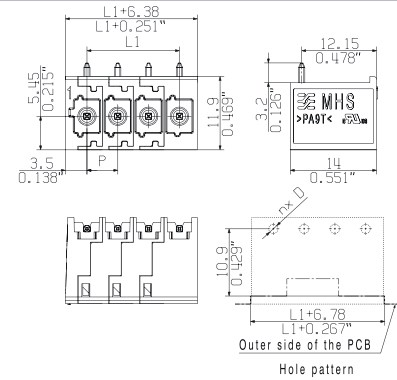 L1+6.38
L1+0.251"
L1
12.15
0.478"
5.45
0.215"
1
11.9
0.469"
3.2
0.126"
MHS
>PA9T<
3.5
0.138"
P
14
0.551"
nx D
10.9
0.429"
L1+6.78
L1+0.267"
Outer side of the PCB
Hole pattern